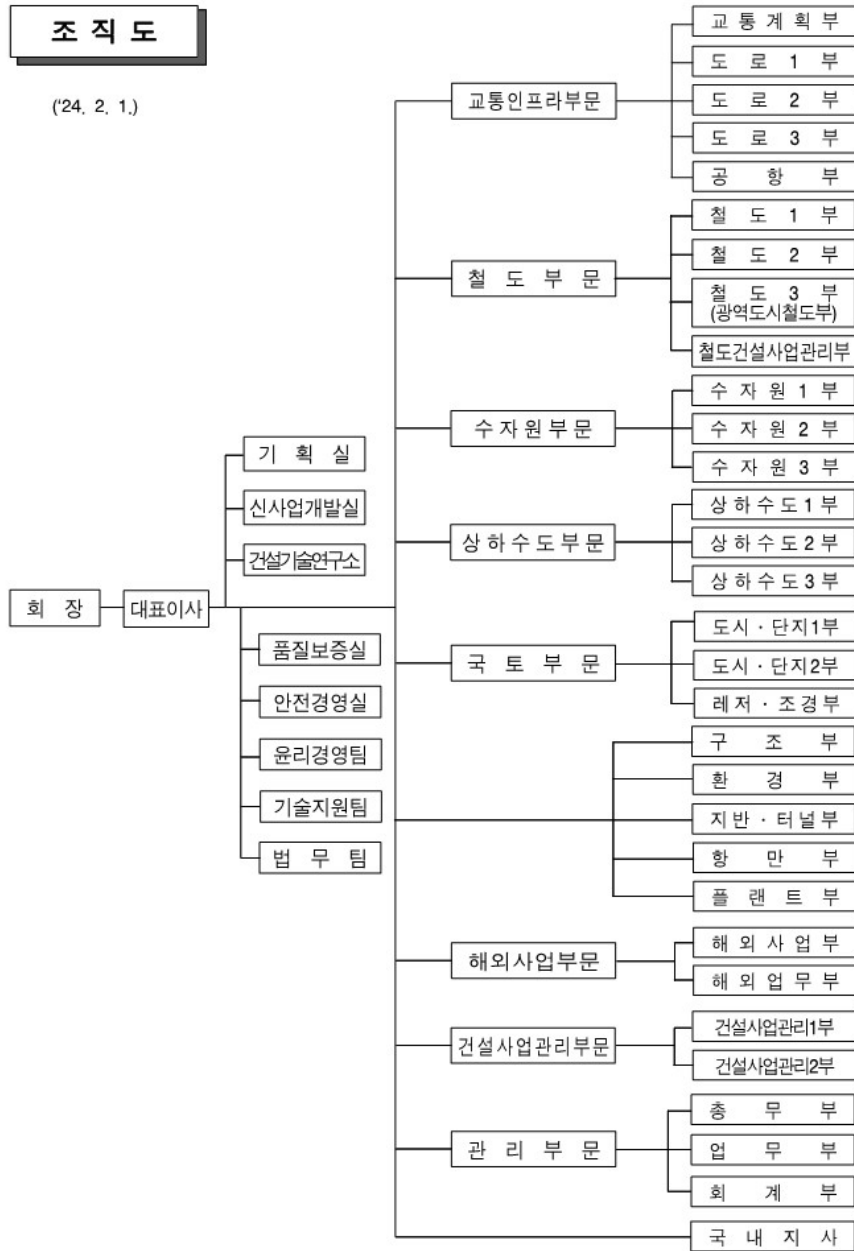 조 직 도
('24. 2. 1.)
회 장
대표이사
기 획 실
신사업개발실
건설기술연구소
품질보증실
안전경영실
윤리경영팀
기술지원팀
법 무 팀
교통인프라부문
교 통 계 획 부
도 로 1 부
도 로 2 부
도 로 3 부
공 항 부
철 도 부 문
철 도 1 부
철 도 2 부
철 도 3 부
(광역도시철도부)
철도건설사업관리부
수 자 원 부 문
수 자 원 1 부
수 자 원 2 부
수 자 원 3 부
상 하 수 도 부 문
상 하 수 도 1 부
상 하 수 도 2 부
상 하 수 도 3 부
국 토 부 문
도시 · 단지1부
도시 · 단지2부
레저 · 조경부
구 조 부
환 경 부
지반 · 터널부
항 만 부
플 랜 트 부
해외사업부문
해 외 사 업 부
해 외 업 무 부
건설사업관리부문
건설사업관리1부
건설사업관리2부
관 리 부 문
총 무 부
업 무 부
회 계 부
국 내 지 사